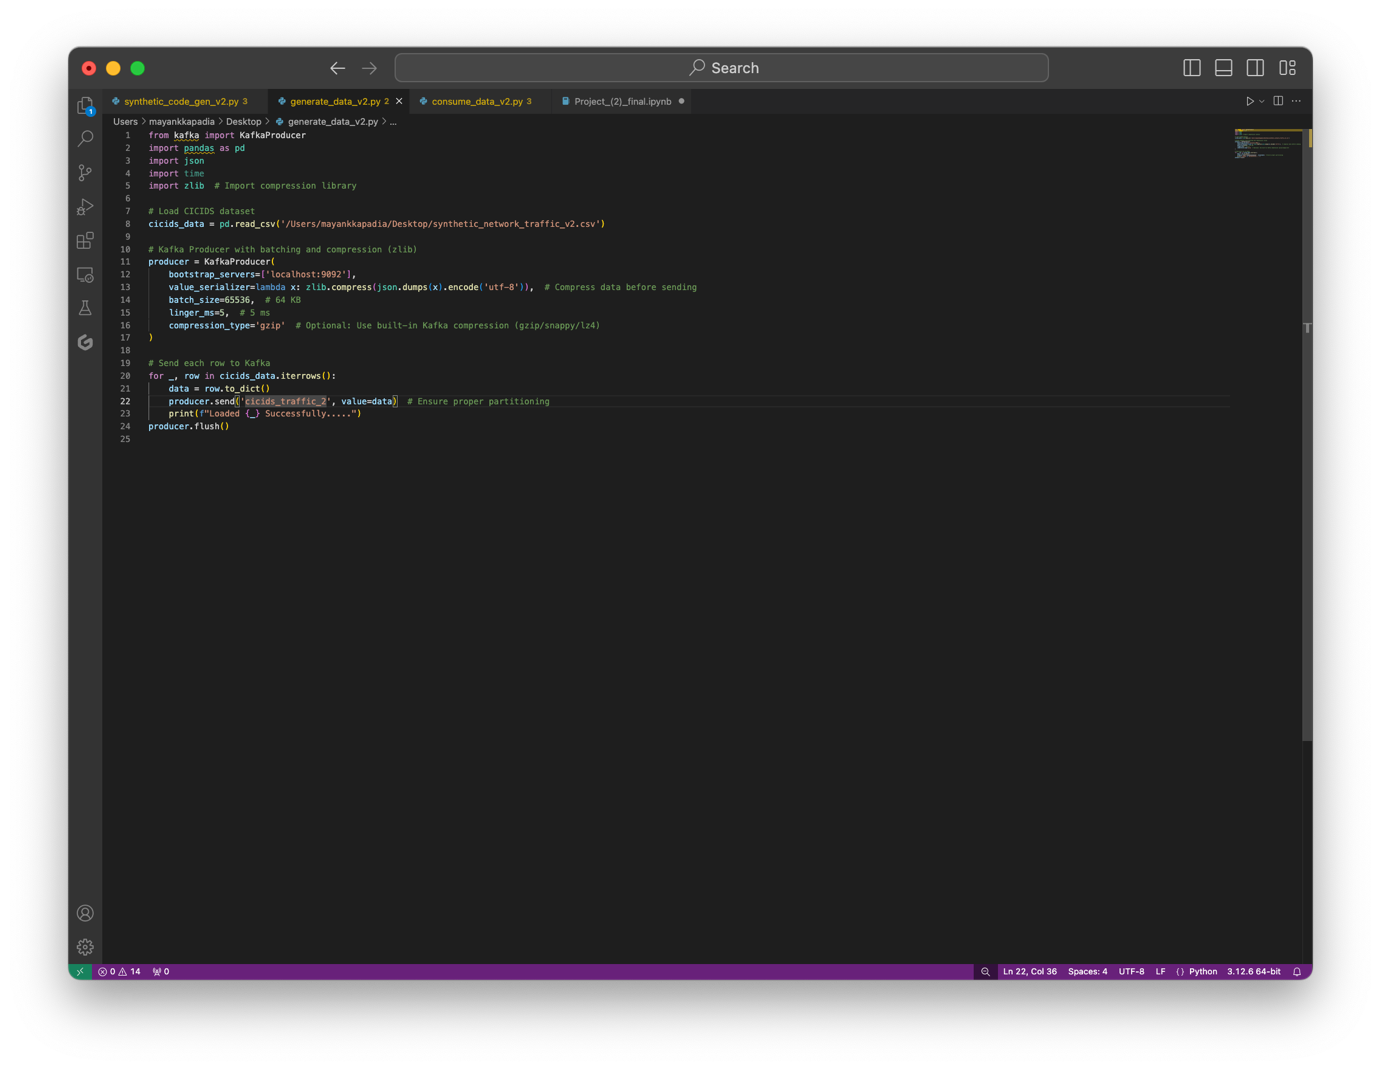 Search
synthetic_code_gen_v2.py 3
generate_data_v2.py 2
consume_data_v2.py 3
Project_(2)_final.ipynb
1
Users > mayankkapadia > Desktop > generate_data_v2.py > ...
1 from kafka import KafkaProducer
2 import pandas as pd
3 import json
4 import time
5 import zlib  # Import compression library
6
7 # Load CICIDS dataset
8 cicids_data = pd.read_csv('/Users/mayankkapadia/Desktop/synthetic_network_traffic_v2.csv')
9
10 # Kafka Producer with batching and compression (zlib)
11 producer = KafkaProducer(
12     bootstrap_servers=['localhost:9092'],
13     value_serializer=lambda x: zlib.compress(json.dumps(x).encode('utf-8')),  # Compress data before sending
14     batch_size=65536,  # 64 KB
15     linger_ms=5,  # 5 ms
16     compression_type='gzip'  # Optional: Use built-in Kafka compression (gzip/snappy/lz4)
17 )
18
19 # Send each row to Kafka
20 for _, row in cicids_data.iterrows():
21     data = row.to_dict()
22     producer.send('cicids_traffic_2', value=data)  # Ensure proper partitioning
23     print(f"Loaded {_} Successfully.....")
24 producer.flush()
25
0 14 0 Ln 22, Col 36 Spaces: 4 UTF-8 LF {} Python 3.12.6 64-bit